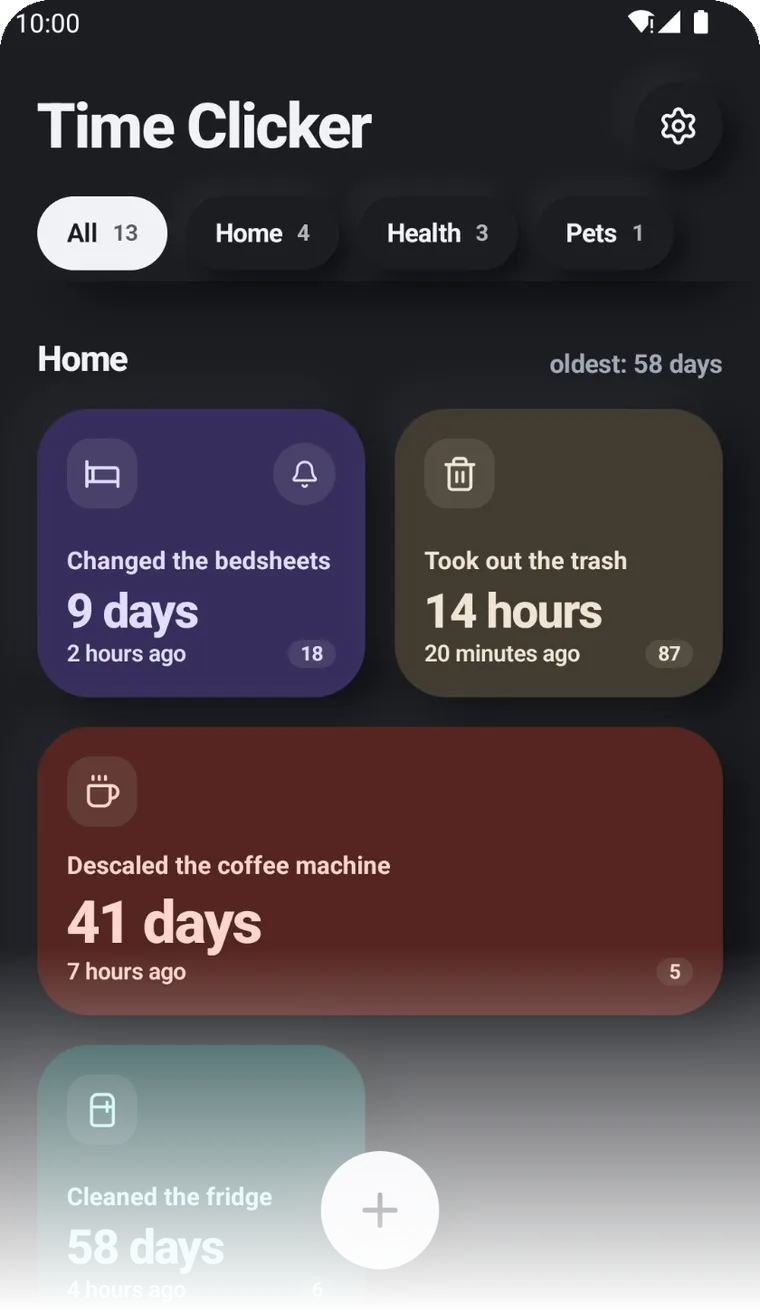 10:00
Time Clicker
All 13 Home 4 Health 3 Pets 1
Home
oldest: 58 days
Changed the bedsheets
9 days
2 hours ago 18
Took out the trash
14 hours
20 minutes ago 87
Descaled the coffee machine
41 days
7 hours ago 5
Cleaned the fridge
58 days
4 hours ago 6